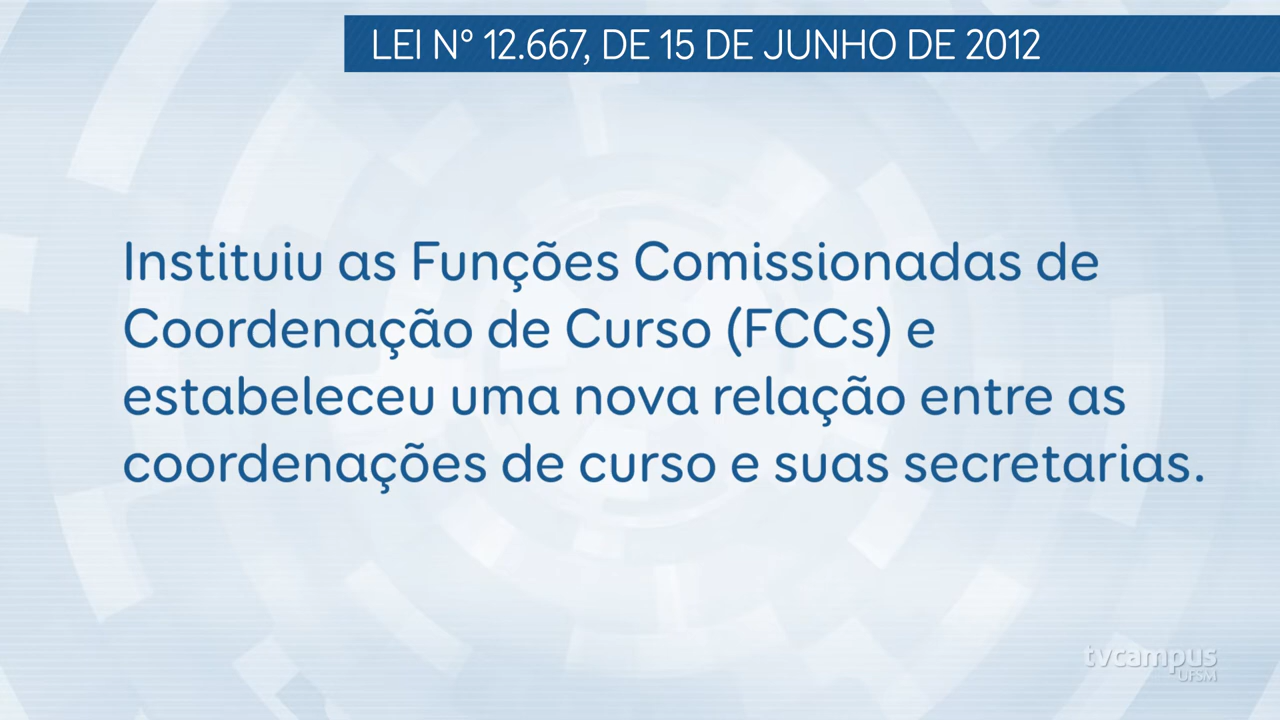 LEI Nº 12.667, DE 15 DE JUNHO DE 2012
Instituiu as Funções Comissionadas de
Coordenação de Curso (FCCs) e
estabeleceu uma nova relação entre as
coordenações de curso e suas secretarias.
tvcampus
UFSM